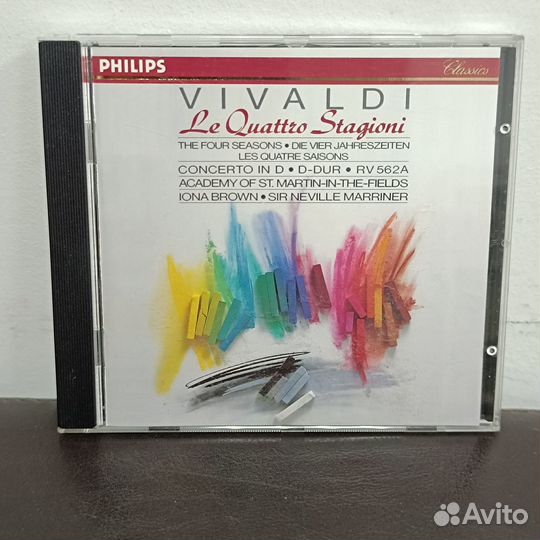 PHILIPS
Classics
VIVALDI
Le Quattro Stagioni
THE FOUR SEASONS • DIE VIER JAHRESZEITEN
LES QUATRE SAISONS
CONCERTO IN D • D-DUR • RV 562A
ACADEMY OF ST. MARTIN-IN-THE-FIELDS
IONA BROWN • SIR NEVILLE MARRINER
Avito